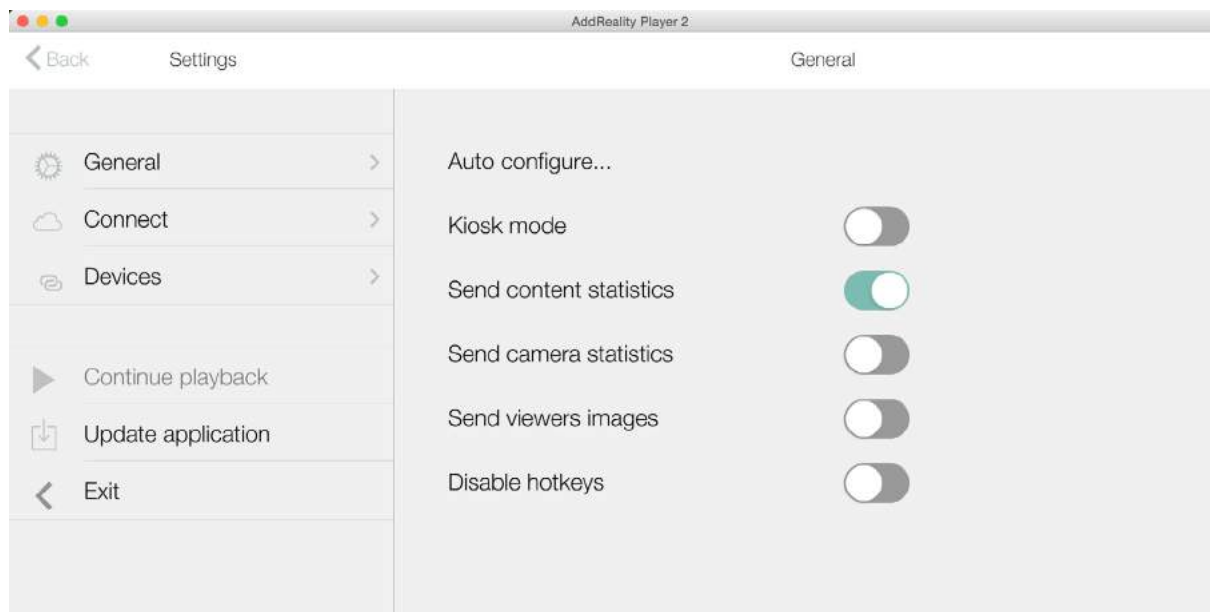 AddReality Player 2
Back
Settings
General
General
Connect
Devices
Continue playback
Update application
Exit
Auto configure...
Kiosk mode
Send content statistics
Send camera statistics
Send viewers images
Disable hotkeys